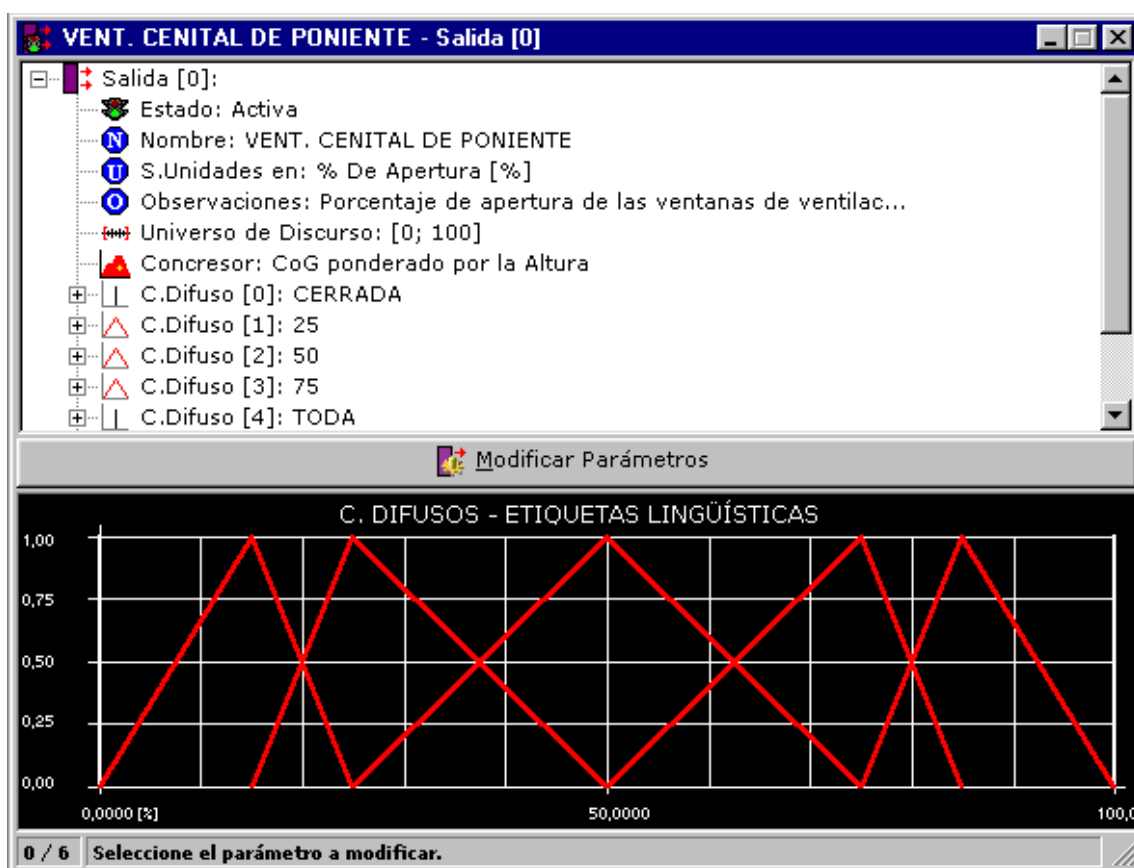 VENT. CENITAL DE PONIENTE - Salida [0]
Salida [0]:
Estado: Activa
N Nombre: VENT. CENITAL DE PONIENTE
U S.Unidades en: % De Apertura [%]
O Observaciones: Porcentaje de apertura de las ventanas de ventilac...
Universo de Discurso: [0; 100]
Concresor: CoG ponderado por la Altura
C.Difuso [0]: CERRADA
C.Difuso [1]: 25
C.Difuso [2]: 50
C.Difuso [3]: 75
C.Difuso [4]: TODA
Modificar Parámetros
C. DIFUSOS - ETIQUETAS LINGÜÍSTICAS
1,00
0,75
0,50
0,25
0,00
0,0000 [%] 50,0000 100,0
0 / 6 Seleccione el parámetro a modificar.